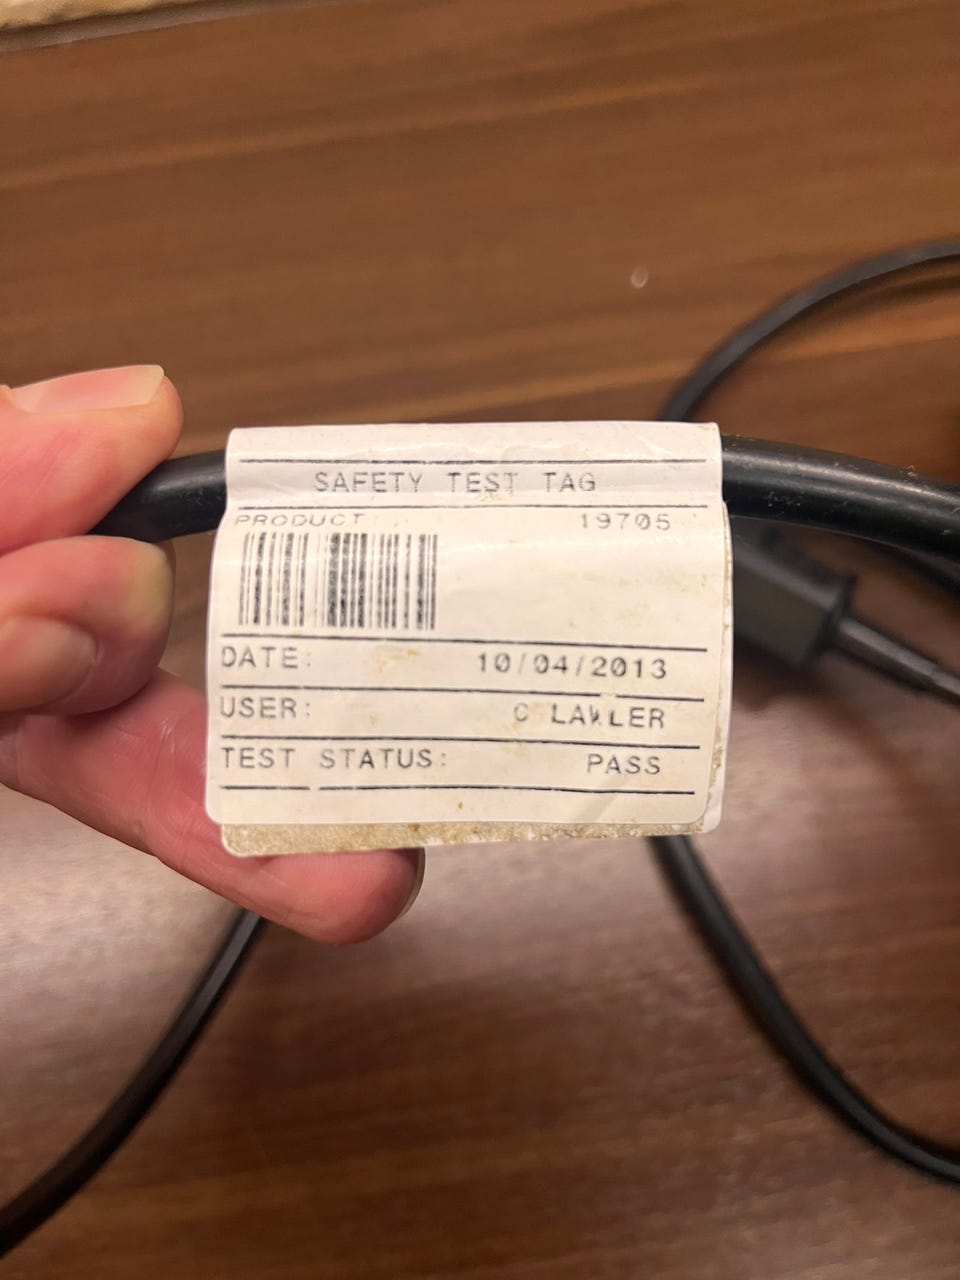 SAFETY TEST TAG
PRODUCT: 19705
DATE: 10/04/2013
USER: C LAWLER
TEST STATUS: PASS